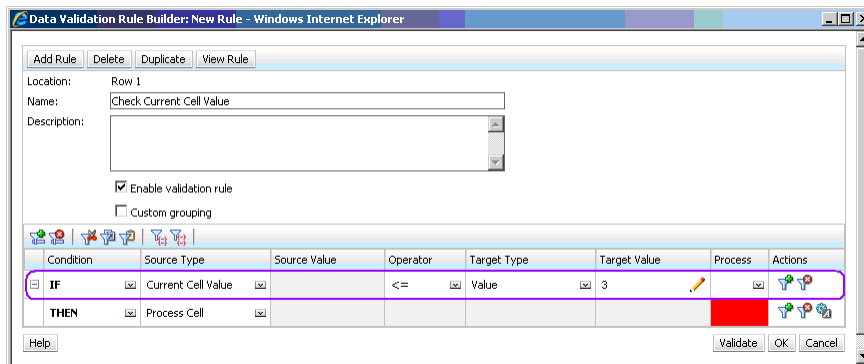 Data Validation Rule Builder: New Rule - Windows Internet Explorer
Add Rule Delete Duplicate View Rule
Location: Row 1
Name: Check Current Cell Value
Description:
Enable validation rule
Custom grouping
Condition Source Type Source Value Operator Target Type Target Value Process Actions
IF Current Cell Value <= Value 3
THEN Process Cell
Help Validate OK Cancel